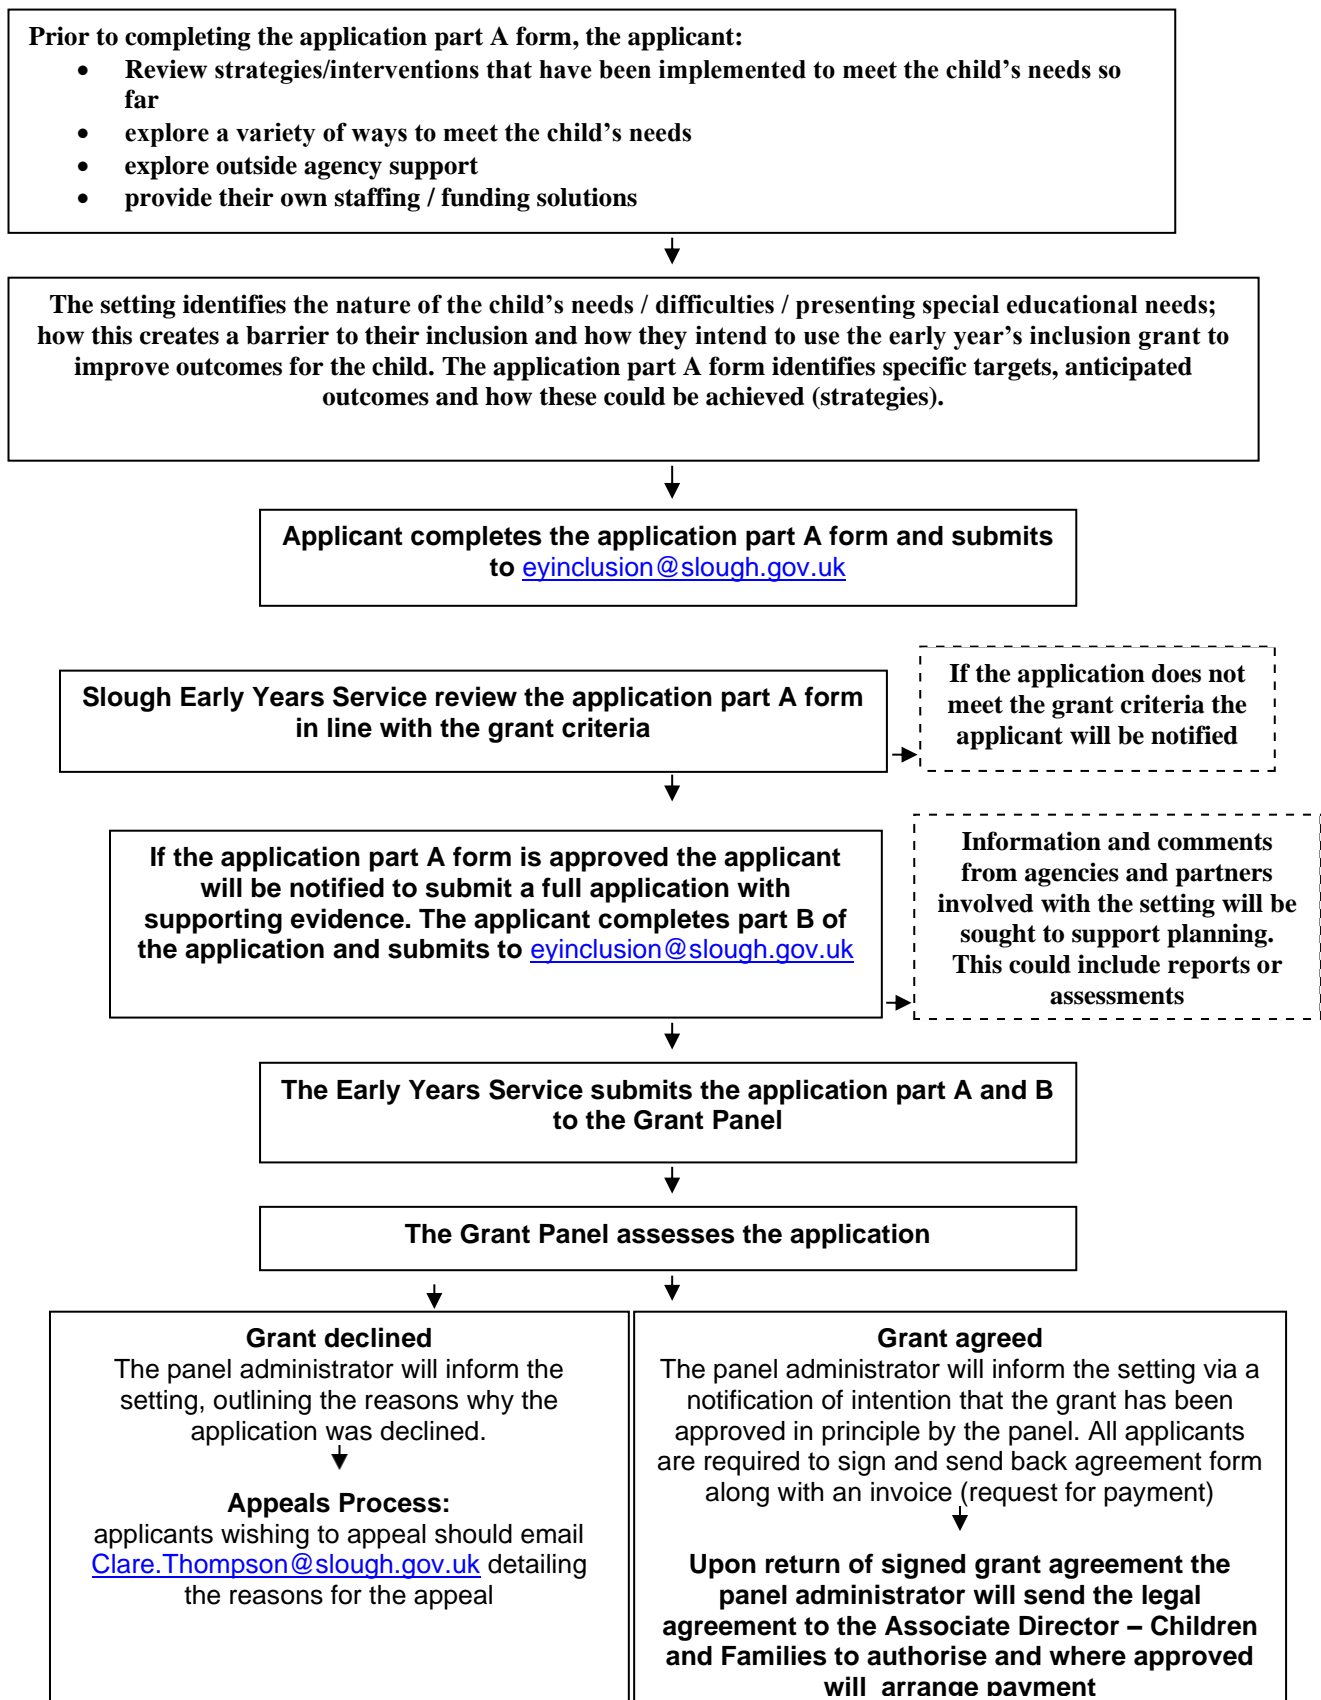 Prior to completing the application part A form, the applicant:
• Review strategies/interventions that have been implemented to meet the child's needs so
far
• explore a variety of ways to meet the child's needs
• explore outside agency support
• provide their own staffing / funding solutions
The setting identifies the nature of the child's needs / difficulties / presenting special educational needs;
how this creates a barrier to their inclusion and how they intend to use the early year's inclusion grant to
improve outcomes for the child. The application part A form identifies specific targets, anticipated
outcomes and how these could be achieved (strategies).
Applicant completes the application part A form and submits
to eyinclusion@slough.gov.uk
Slough Early Years Service review the application part A form
in line with the grant criteria
If the application does not
meet the grant criteria the
applicant will be notified
If the application part A form is approved the applicant
will be notified to submit a full application with
supporting evidence. The applicant completes part B of
the application and submits to eyinclusion@slough.gov.uk
Information and comments
from agencies and partners
involved with the setting will be
sought to support planning.
This could include reports or
assessments
The Early Years Service submits the application part A and B
to the Grant Panel
The Grant Panel assesses the application
Grant declined
The panel administrator will inform the
setting, outlining the reasons why the
application was declined.
Appeals Process:
applicants wishing to appeal should email
Clare.Thompson@slough.gov.uk detailing
the reasons for the appeal
Grant agreed
The panel administrator will inform the setting via a
notification of intention that the grant has been
approved in principle by the panel. All applicants
are required to sign and send back agreement form
along with an invoice (request for payment)
Upon return of signed grant agreement the
panel administrator will send the legal
agreement to the Associate Director – Children
and Families to authorise and where approved
will arrange payment